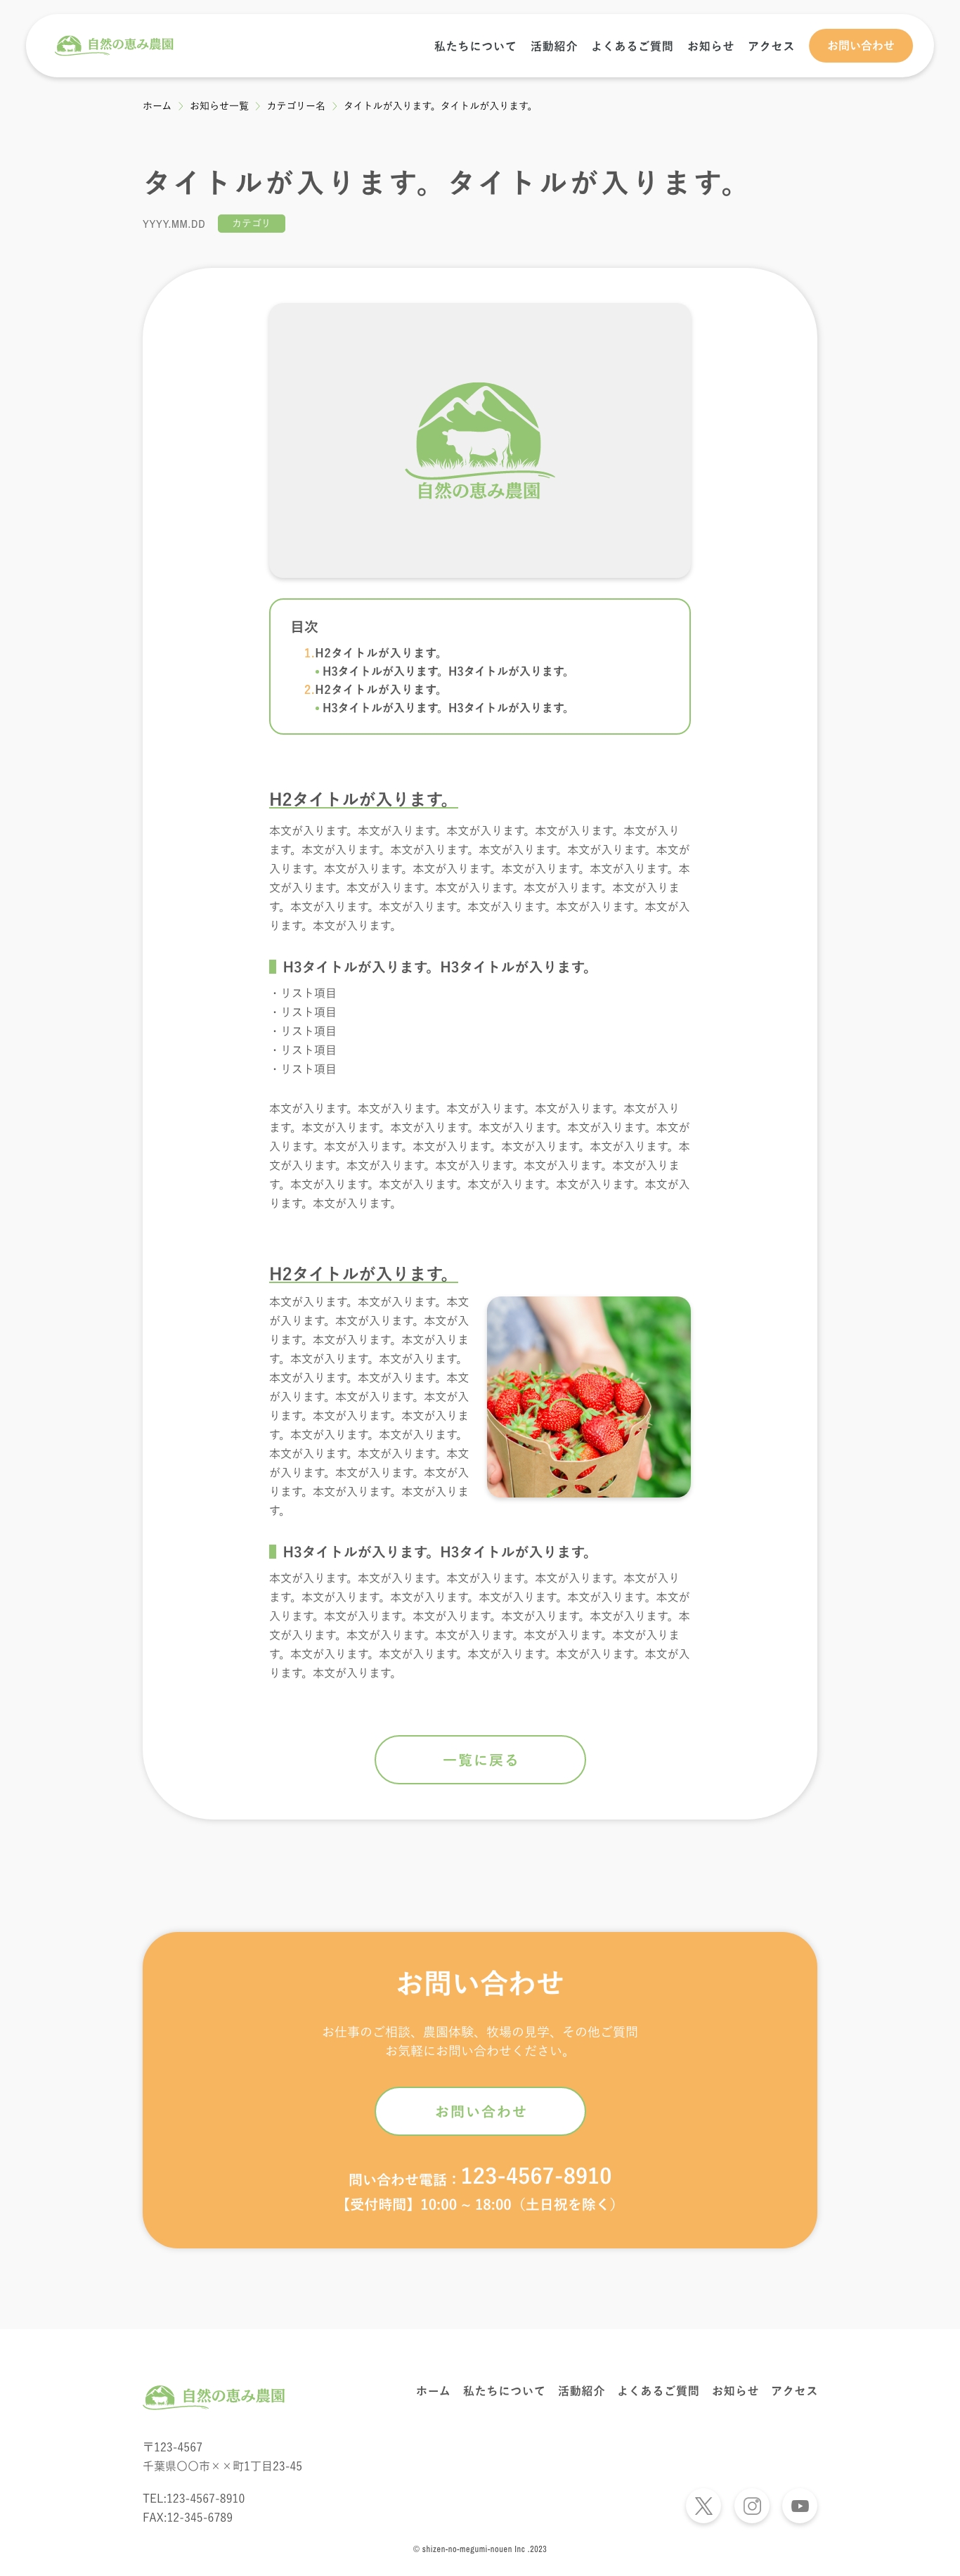 自然の恵み農園
私たちについて 活動紹介 よくあるご質問 お知らせ アクセス お問い合わせ
ホーム > お知らせ一覧 > カテゴリー名 > タイトルが入ります。タイトルが入ります。
タイトルが入ります。タイトルが入ります。
YYYY.MM.DD カテゴリ
自然の恵み農園
目次
1.H2タイトルが入ります。
• H3タイトルが入ります。H3タイトルが入ります。
2.H2タイトルが入ります。
• H3タイトルが入ります。H3タイトルが入ります。
H2タイトルが入ります。
本文が入ります。本文が入ります。本文が入ります。本文が入ります。本文が入り
ます。本文が入ります。本文が入ります。本文が入ります。本文が入ります。本文が
入ります。本文が入ります。本文が入ります。本文が入ります。本文が入ります。本
文が入ります。本文が入ります。本文が入ります。本文が入ります。本文が入りま
す。本文が入ります。本文が入ります。本文が入ります。本文が入ります。本文が入
ります。本文が入ります。
H3タイトルが入ります。H3タイトルが入ります。
・リスト項目
・リスト項目
・リスト項目
・リスト項目
・リスト項目
本文が入ります。本文が入ります。本文が入ります。本文が入ります。本文が入り
ます。本文が入ります。本文が入ります。本文が入ります。本文が入ります。本文が
入ります。本文が入ります。本文が入ります。本文が入ります。本文が入ります。本
文が入ります。本文が入ります。本文が入ります。本文が入ります。本文が入りま
す。本文が入ります。本文が入ります。本文が入ります。本文が入ります。本文が入
ります。本文が入ります。
H2タイトルが入ります。
本文が入ります。本文が入ります。本文
が入ります。本文が入ります。本文が入
ります。本文が入ります。本文が入りま
す。本文が入ります。本文が入ります。
本文が入ります。本文が入ります。本文
が入ります。本文が入ります。本文が入
ります。本文が入ります。本文が入りま
す。本文が入ります。本文が入ります。
本文が入ります。本文が入ります。本文
が入ります。本文が入ります。本文が入
ります。本文が入ります。本文が入りま
す。
H3タイトルが入ります。H3タイトルが入ります。
本文が入ります。本文が入ります。本文が入ります。本文が入ります。本文が入り
ます。本文が入ります。本文が入ります。本文が入ります。本文が入ります。本文が
入ります。本文が入ります。本文が入ります。本文が入ります。本文が入ります。本
文が入ります。本文が入ります。本文が入ります。本文が入ります。本文が入りま
す。本文が入ります。本文が入ります。本文が入ります。本文が入ります。本文が入
ります。本文が入ります。
一覧に戻る
お問い合わせ
お仕事のご相談、農園体験、牧場の見学、その他ご質問
お気軽にお問い合わせください。
お問い合わせ
問い合わせ電話：123-4567-8910
【受付時間】10:00 ~ 18:00（土日祝を除く）
自然の恵み農園
ホーム 私たちについて 活動紹介 よくあるご質問 お知らせ アクセス
〒123-4567
千葉県〇〇市××町1丁目23-45
TEL:123-4567-8910
FAX:12-345-6789
© shizen-no-megumi-nouen Inc .2023